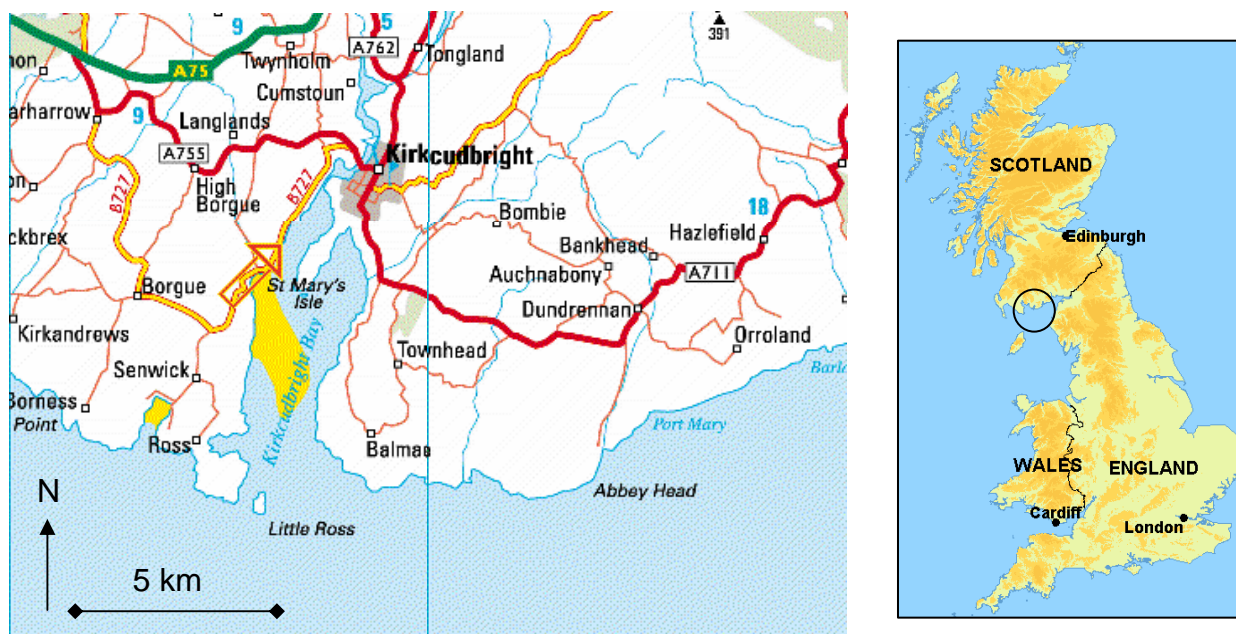 9
5
A762
391
Tongland
Twynholm
A75
Cumstoun
arharrow
9
Langlands
A755
Kirkcudbright
High
Borgue
B727
B727
18
Bombie
Hazlefield
ckbrex
Bankhead
Auchnabony
A711
St Mary's
Isle
Borgue
Dundrennan
Kirkandrews
Orroland
Townhead
Senwick
Kirkcudbright Bay
Barla
Borness
Point
Port Mary
Ross
Balmae
Abbey Head
N
Little Ross
5 km
SCOTLAND
Edinburgh
WALES
ENGLAND
Cardiff
London